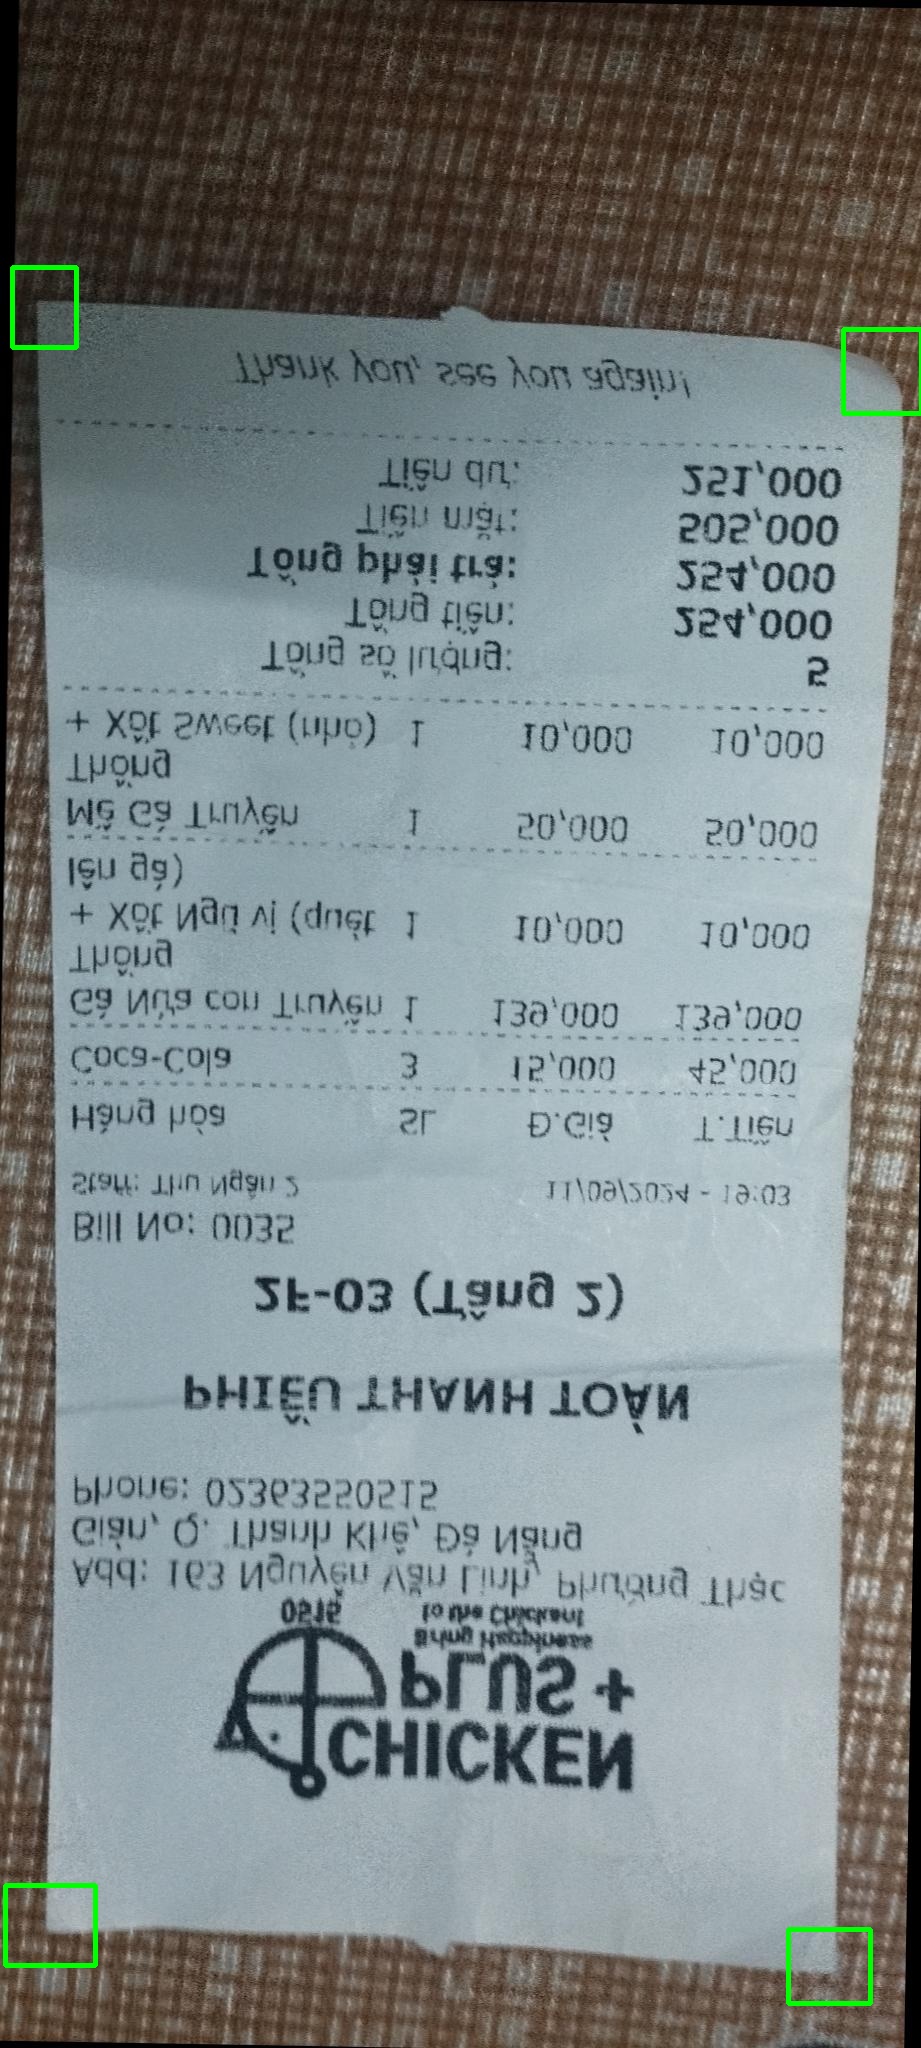 CHICKEN
PLUS +
Bring Happiness
to the Chicken!
0515
Add: 163 Nguyễn Văn Linh, Phường Thạc
Gián, Q. Thanh Khê, Đà Nẵng
Phone: 02363550515
PHIẾU THANH TOÁN
2F-03 (Tầng 2)
Bill No: 0035
Staff: Thu Ngân 2 11/09/2024 - 19:03
Hàng hóa SL Đ.Giá T.Tiền
Coca-Cola 3 15,000 45,000
Gà Nửa con Truyền 1 139,000 139,000
Thống
+ Xốt Ngũ vị (quét 1 10,000 10,000
lên gà)
Mề Gà Truyền 1 50,000 50,000
Thống
+ Xốt Sweet (nhỏ) 1 10,000 10,000
Tổng số lượng: 5
Tổng tiền: 254,000
Tổng phải trả: 254,000
Tiền mặt: 505,000
Tiền dư: 251,000
Thank you, see you again!